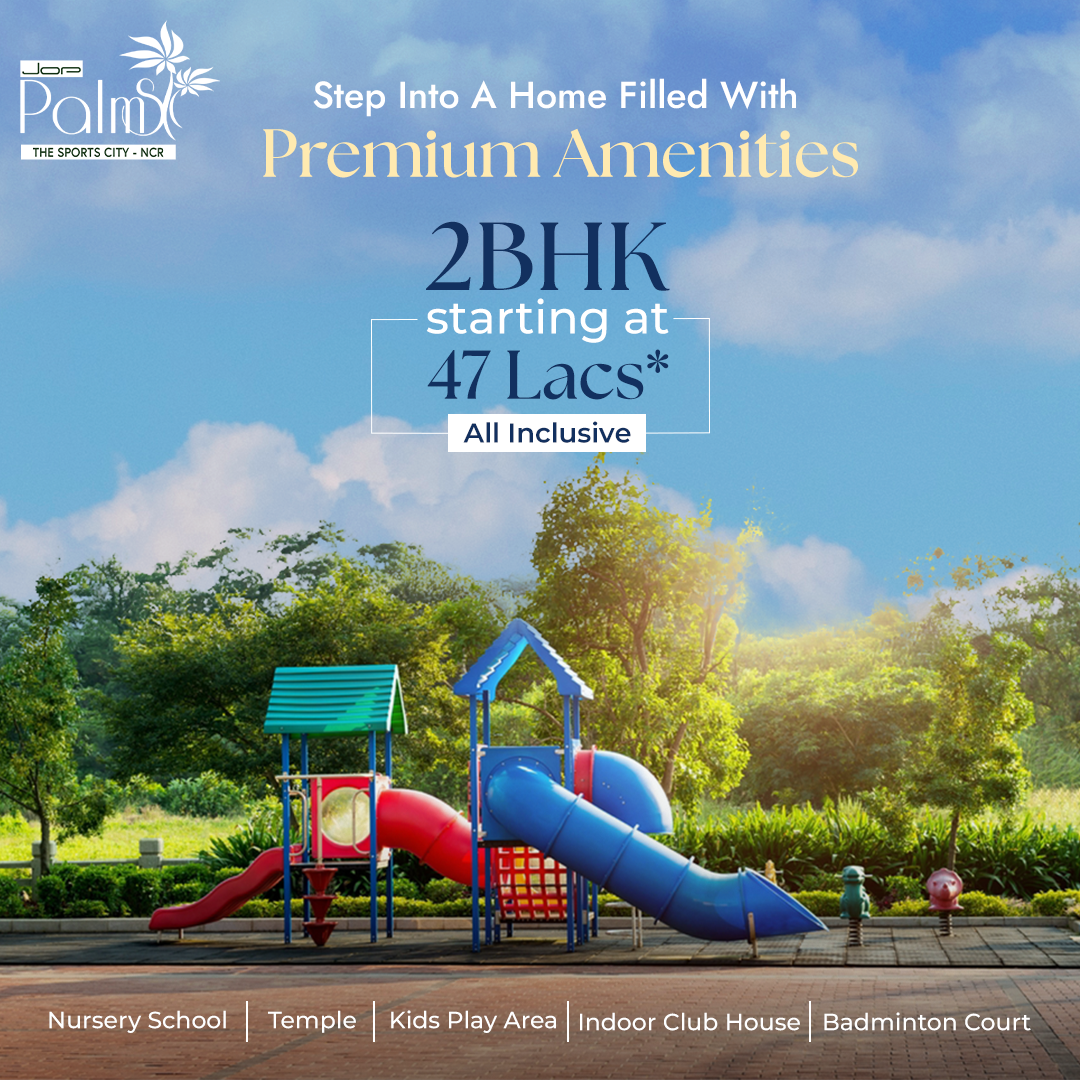 JOP
Palms
THE SPORTS CITY - NCR
Step Into A Home Filled With
Premium Amenities
2BHK
starting at
47 Lacs*
All Inclusive
Nursery School
Temple
Kids Play Area
Indoor Club House
Badminton Court